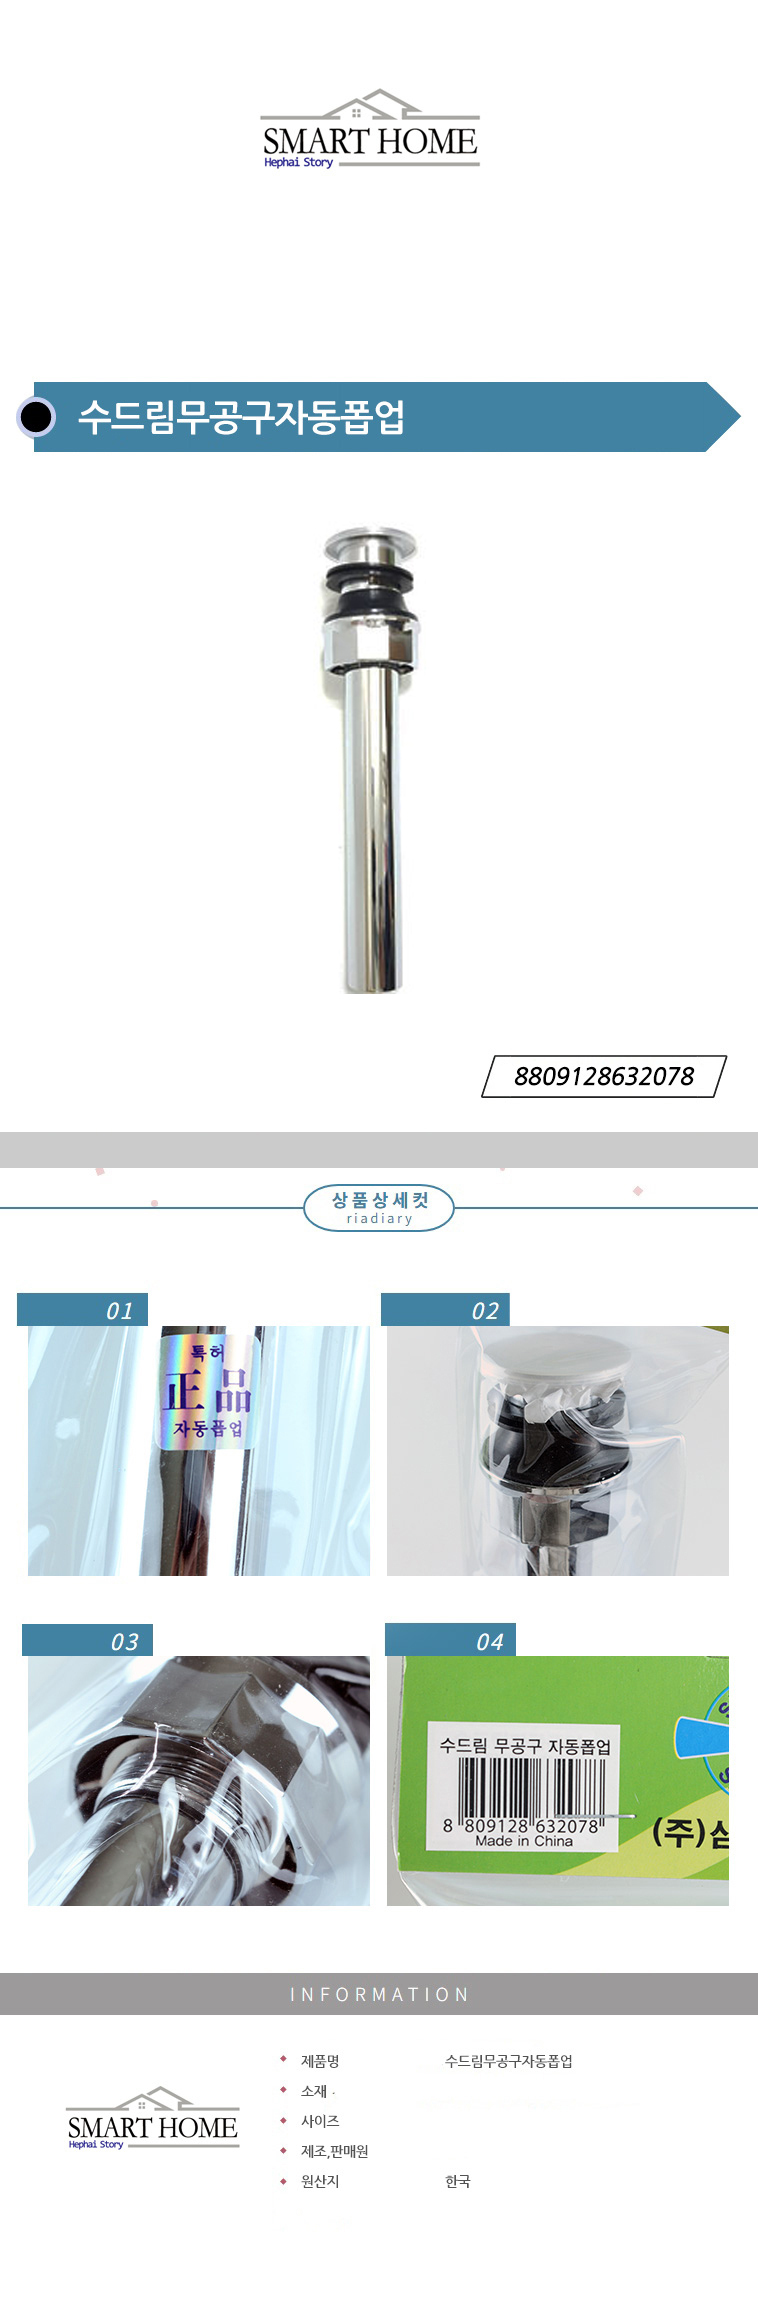 SMART HOME
Hephai Story
수드림무공구자동폽업
8809128632078
상품상세컷
riadiary
01
02
특허
正品
자동폽업
03
04
수드림 무공구 자동폽업
8 809128 632078
Made in China
(주)삼
INFORMATION
제품명 수드림무공구자동폽업
소재
사이즈
제조,판매원
원산지 한국
SMART HOME
Hephai Story